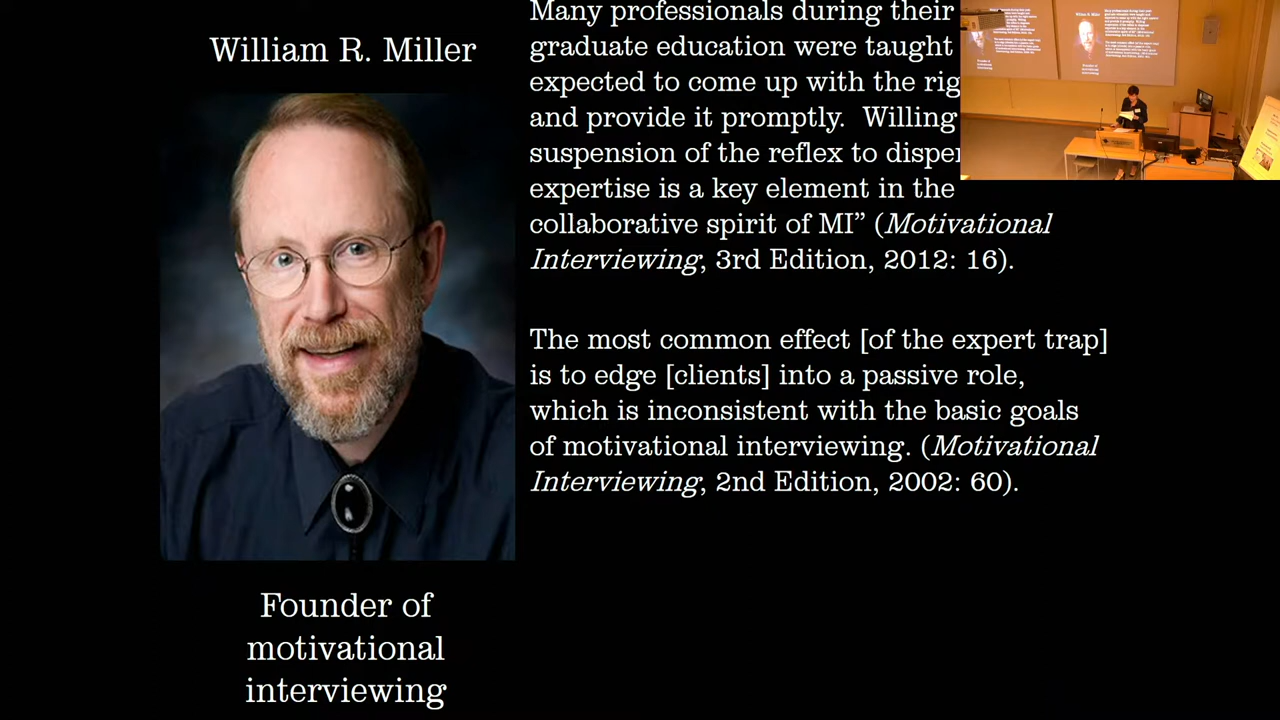 William R. Miller
Many professionals during their
graduate education were taught
expected to come up with the
and provide it promptly. Willing
suspension of the reflex to
expertise is a key element in the
collaborative spirit of MI” (Motivational
Interviewing, 3rd Edition, 2012: 16).
The most common effect [of the expert trap]
is to edge [clients] into a passive role,
which is inconsistent with the basic goals
of motivational interviewing. (Motivational
Interviewing, 2nd Edition, 2002: 60).
Founder of
motivational
interviewing